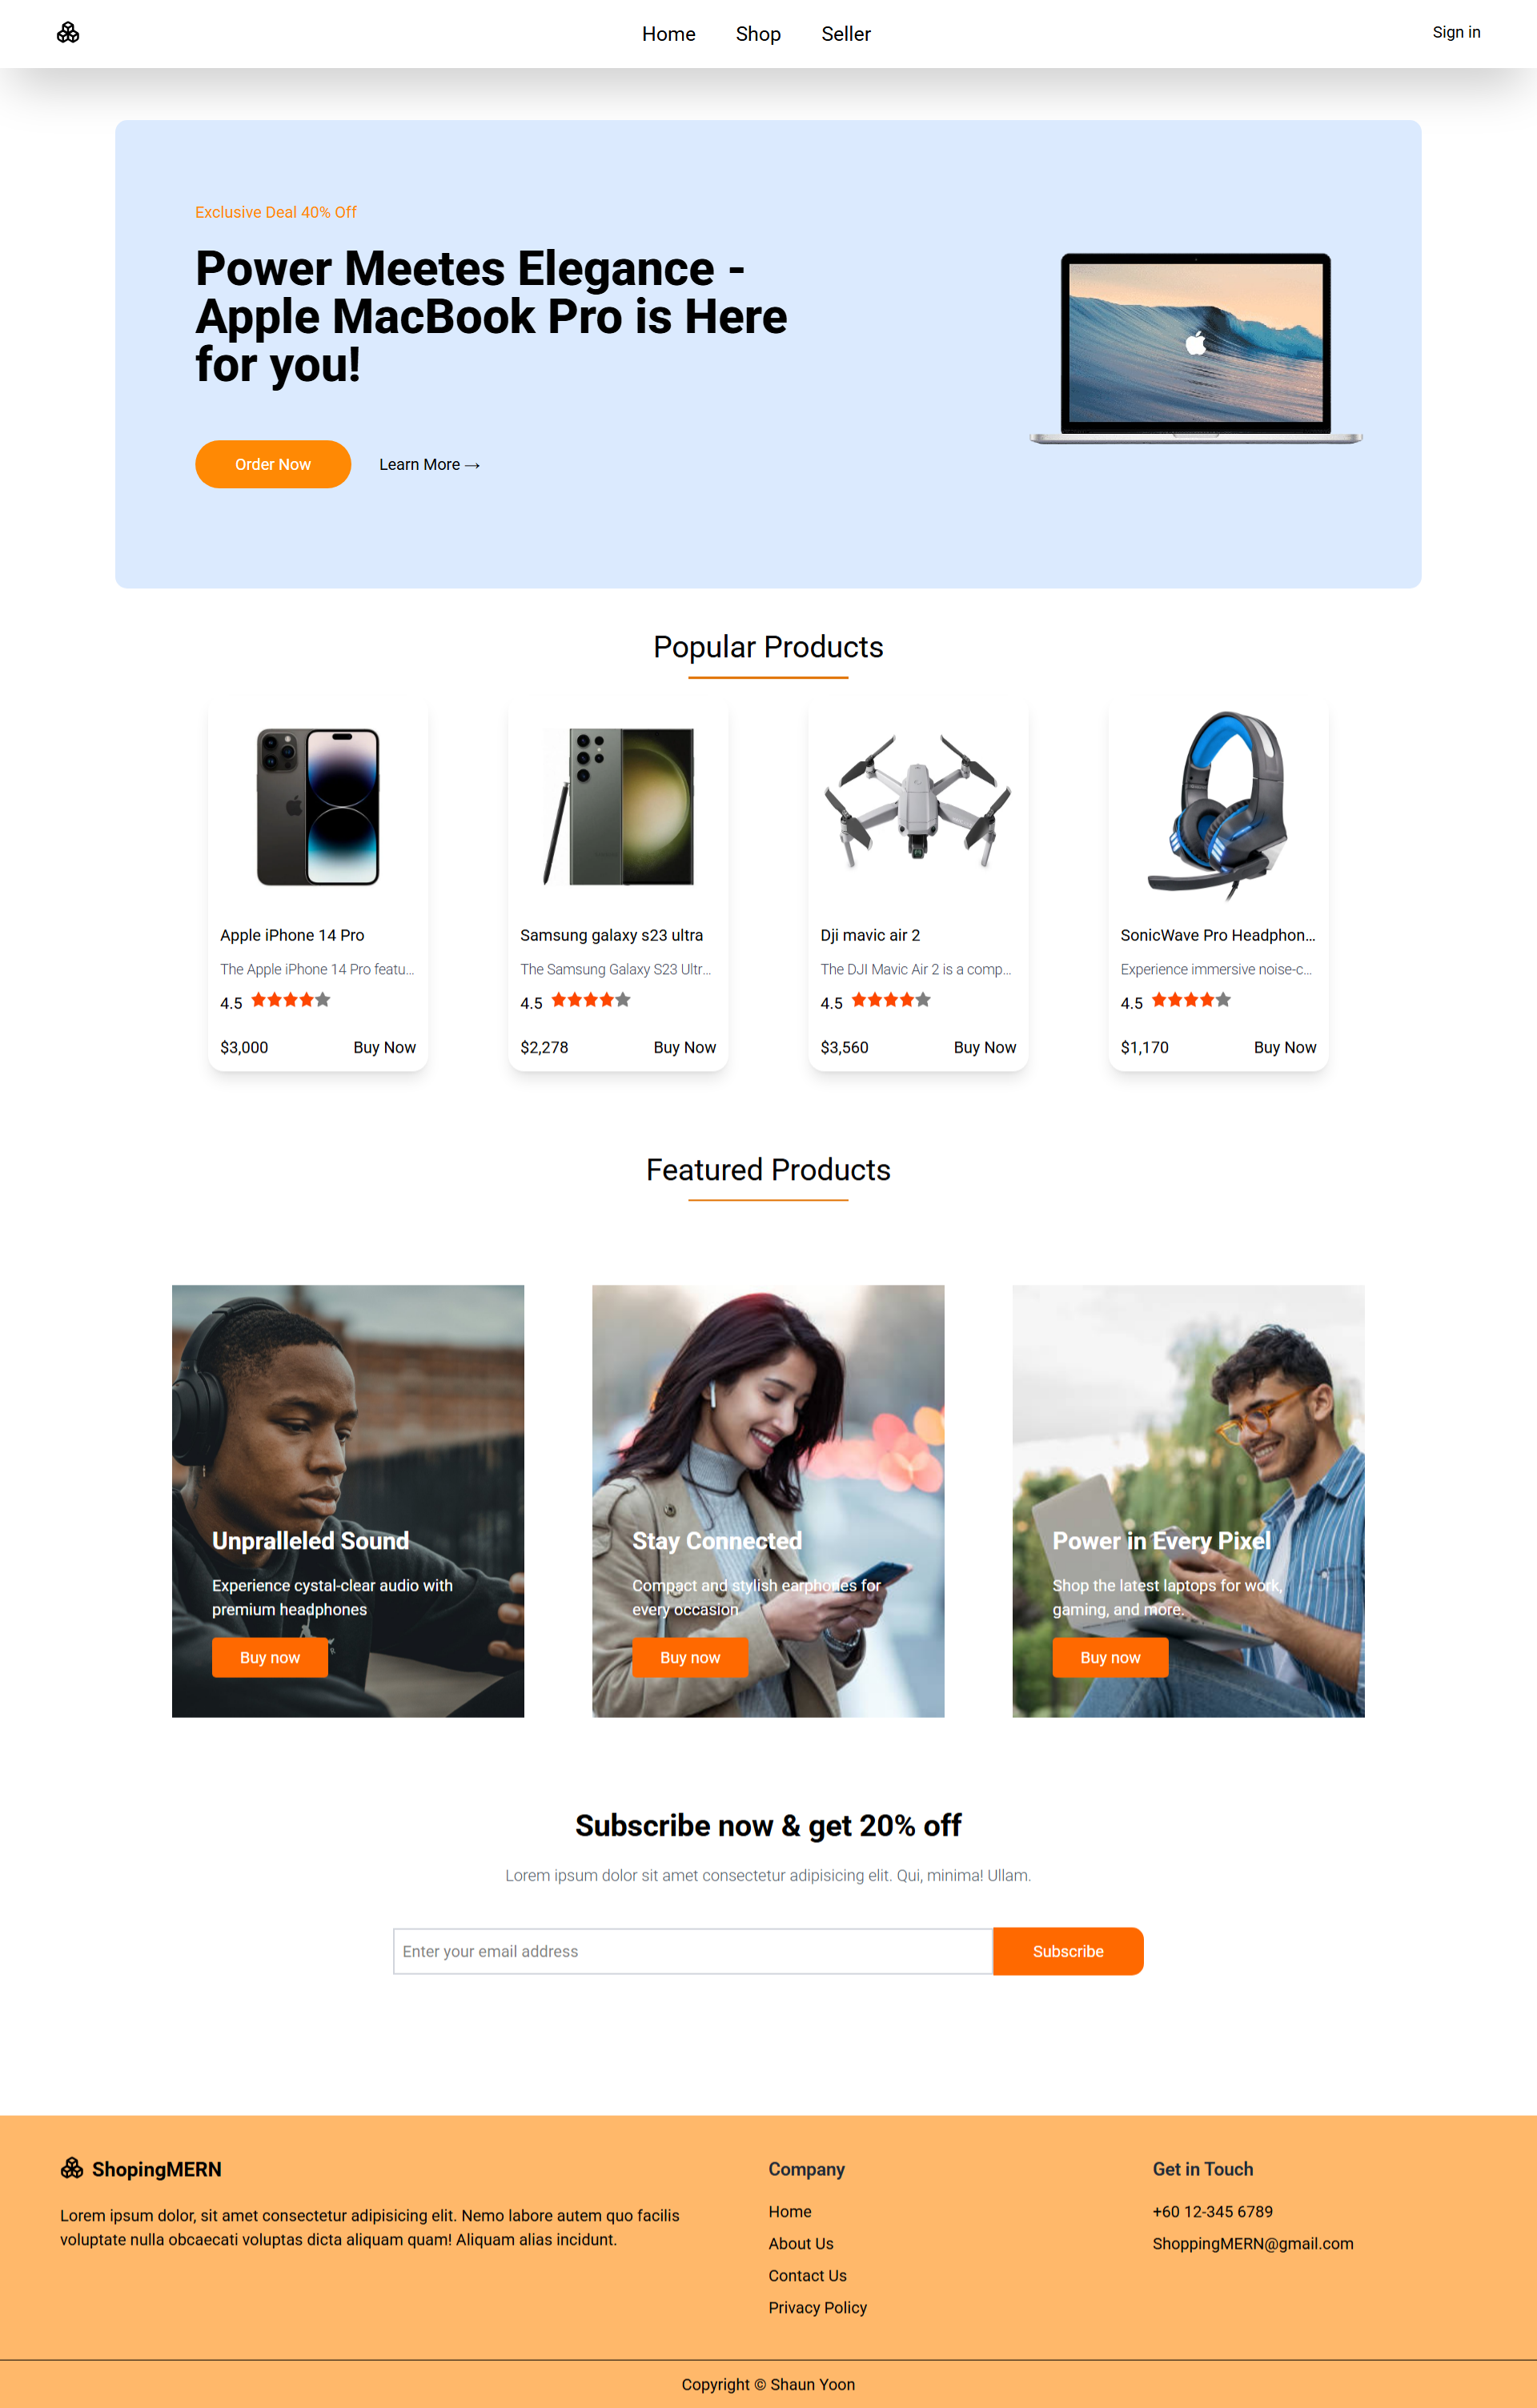 Home
Shop
Seller
Sign in
Exclusive Deal 40% Off
Power Meetes Elegance -
Apple MacBook Pro is Here
for you!
Order Now
Learn More →
Popular Products
Apple iPhone 14 Pro
The Apple iPhone 14 Pro featu...
4.5
$3,000
Buy Now
Samsung galaxy s23 ultra
The Samsung Galaxy S23 Ultr...
4.5
$2,278
Buy Now
Dji mavic air 2
The DJI Mavic Air 2 is a comp...
4.5
$3,560
Buy Now
SonicWave Pro Headphon...
Experience immersive noise-c...
4.5
$1,170
Buy Now
Featured Products
Unpralleled Sound
Experience cystal-clear audio with
premium headphones
Buy now
Stay Connected
Compact and stylish earphones for
every occasion.
Buy now
Power in Every Pixel
Shop the latest laptops for work,
gaming, and more.
Buy now
Subscribe now & get 20% off
Lorem ipsum dolor sit amet consectetur adipisicing elit. Qui, minima! Ullam.
Enter your email address
Subscribe
ShopingMERN
Lorem ipsum dolor, sit amet consectetur adipisicing elit. Nemo labore autem quo facilis
voluptate nulla obcaecati voluptas dicta aliquam quam! Aliquam alias incidunt.
Company
Home
About Us
Contact Us
Privacy Policy
Get in Touch
+60 12-345 6789
ShoppingMERN@gmail.com
Copyright © Shaun Yoon